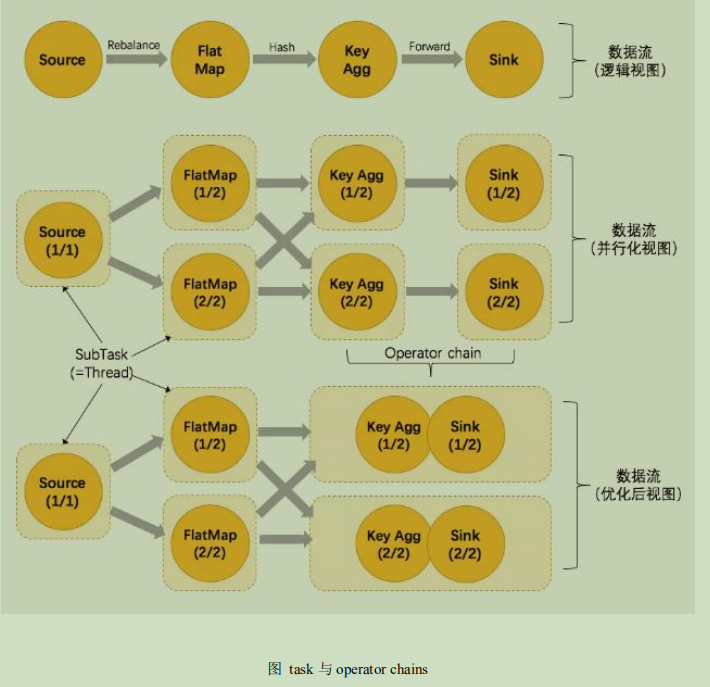 Rebalance
Hash
Forward
Source
Flat
Map
Key
Agg
Sink
数据流
(逻辑视图)
FlatMap
(1/2)
Key Agg
(1/2)
Sink
(1/2)
Source
(1/1)
数据流
(并行化视图)
FlatMap
(2/2)
Key Agg
(2/2)
Sink
(2/2)
SubTask
(=Thread)
Operator chain
FlatMap
(1/2)
Key Agg
(1/2)
Sink
(1/2)
Source
(1/1)
数据流
(优化后视图)
FlatMap
(2/2)
Key Agg
(2/2)
Sink
(2/2)
图 task 与 operator chains